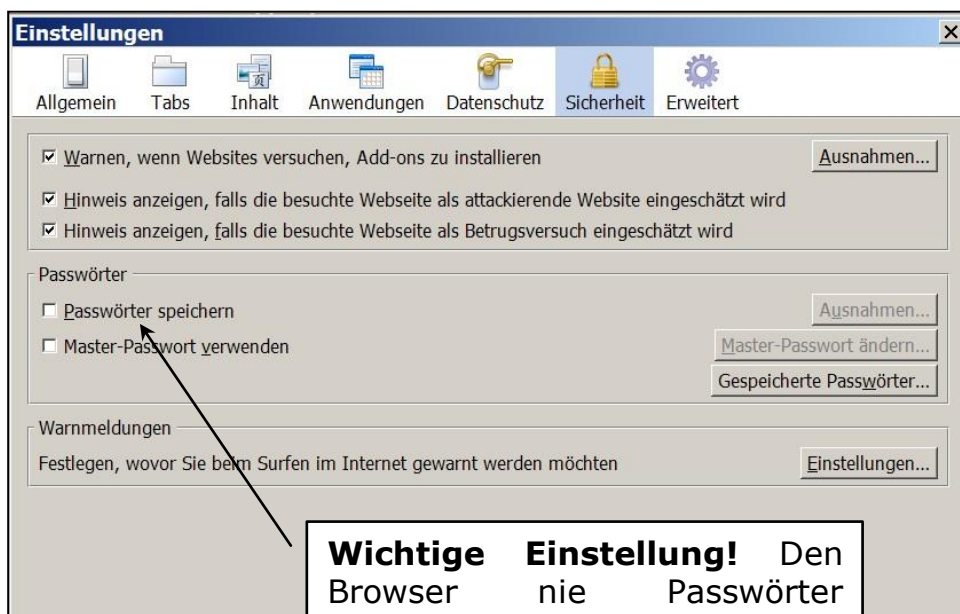 Einstellungen
Allgemein Tabs Inhalt Anwendungen Datenschutz Sicherheit Erweitert
Warnen, wenn Websites versuchen, Add-ons zu installieren Ausnahmen...
Hinweis anzeigen, falls die besuchte Webseite als attackierende Website eingeschätzt wird
Hinweis anzeigen, falls die besuchte Webseite als Betrugsversuch eingeschätzt wird
Passwörter
Passwörter speichern Ausnahmen...
Master-Passwort verwenden Master-Passwort ändern...
Gespeicherte Passwörter...
Warnmeldungen
Festlegen, wovor Sie beim Surfen im Internet gewarnt werden möchten Einstellungen...
Wichtige Einstellung! Den
Browser nie Passwörter